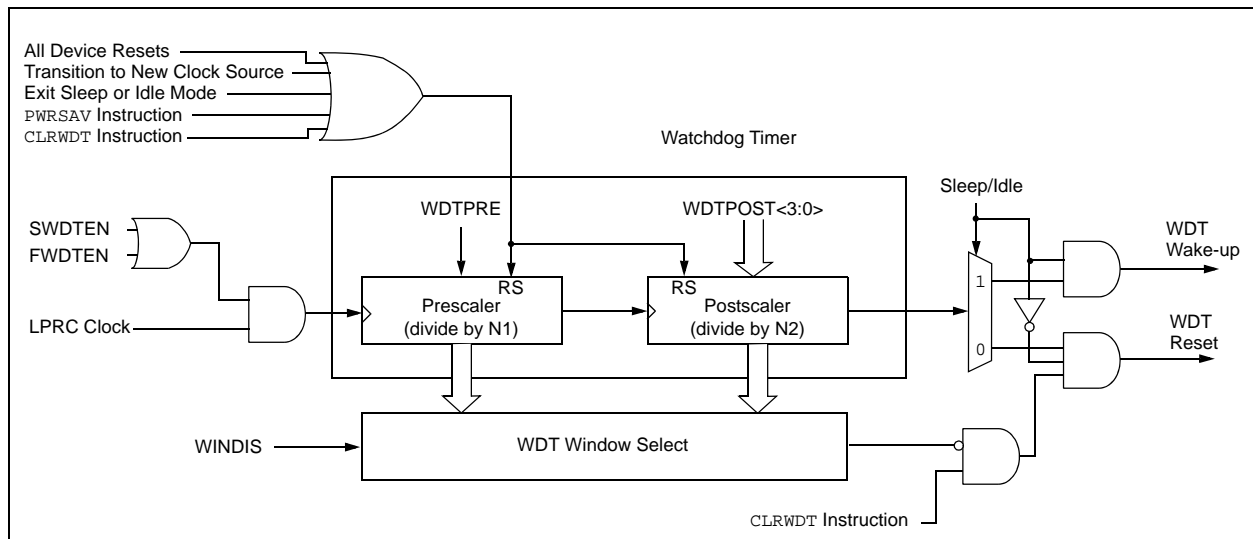 All Device Resets
Transition to New Clock Source
Exit Sleep or Idle Mode
PWRSAV Instruction
CLRWDT Instruction
Watchdog Timer
Sleep/Idle
SWDTEN
FWDTEN
WDTPRE
WDTPOST<3:0>
WDT
Wake-up
RS
RS
Prescaler
(divide by N1)
Postscaler
(divide by N2)
1
0
LPRC Clock
WDT
Reset
WINDIS
WDT Window Select
CLRWDT Instruction